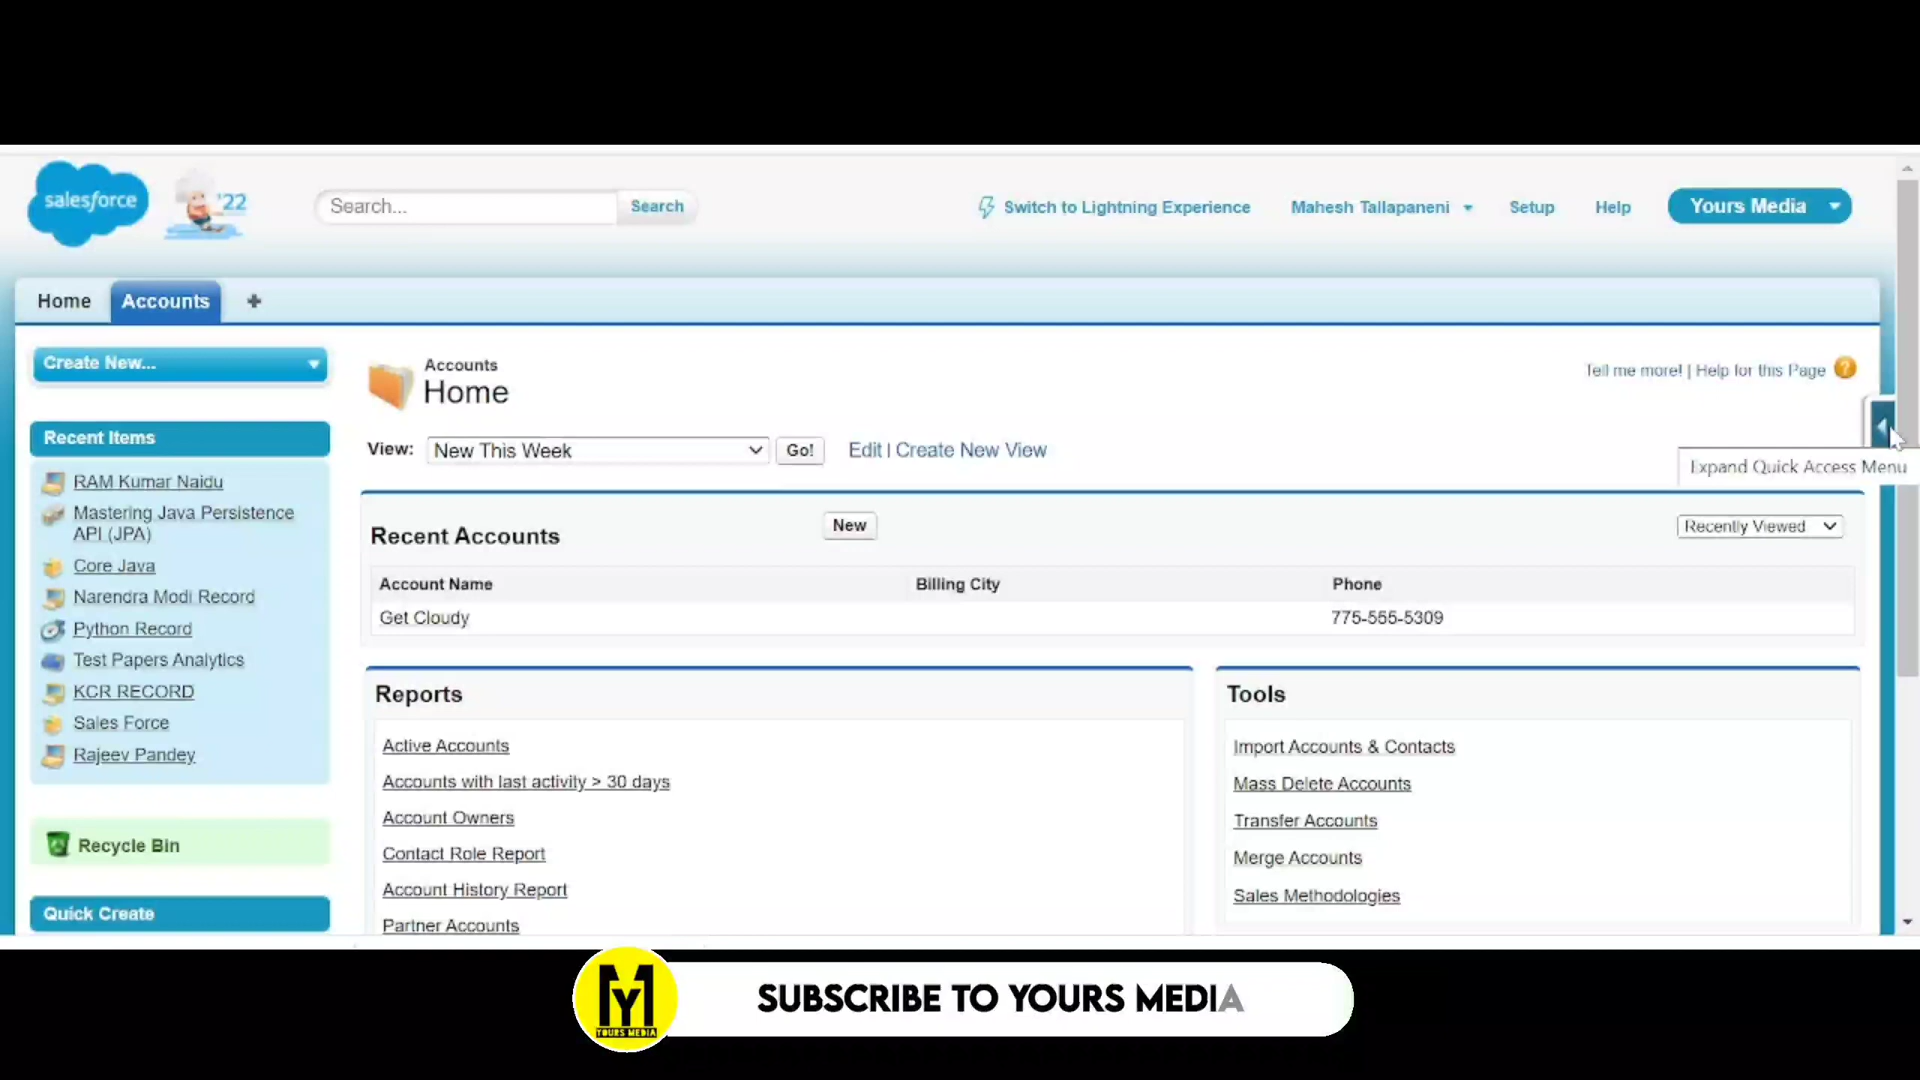 salesforce
'22
Search...
Search
Switch to Lightning Experience
Mahesh Tallapaneni
Setup
Help
Yours Media
Home
Accounts
+
Create New...
Accounts
Home
Tell me more! | Help for this Page
?
Recent Items
View:
New This Week
Go!
Edit | Create New View
Expand Quick Access Menu
RAM Kumar Naidu
Mastering Java Persistence
API (JPA)
Core Java
Narendra Modi Record
Python Record
Test Papers Analytics
KCR RECORD
Sales Force
Rajeev Pandey
Recent Accounts
New
Recently Viewed
Account Name
Billing City
Phone
Get Cloudy
775-555-5309
Reports
Active Accounts
Accounts with last activity > 30 days
Account Owners
Contact Role Report
Account History Report
Partner Accounts
Tools
Import Accounts & Contacts
Mass Delete Accounts
Transfer Accounts
Merge Accounts
Sales Methodologies
Recycle Bin
Quick Create
MY
YOURS MEDIA
SUBSCRIBE TO YOURS MEDIA